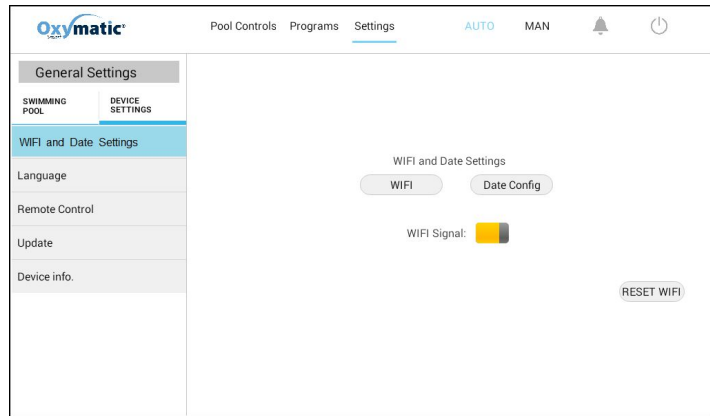 Oxymatic®
Pool Controls Programs Settings AUTO MAN
General Settings
SWIMMING POOL
DEVICE SETTINGS
WIFI and Date Settings
Language
Remote Control
Update
Device info.
WIFI and Date Settings
WIFI Date Config
WIFI Signal:
RESET WIFI